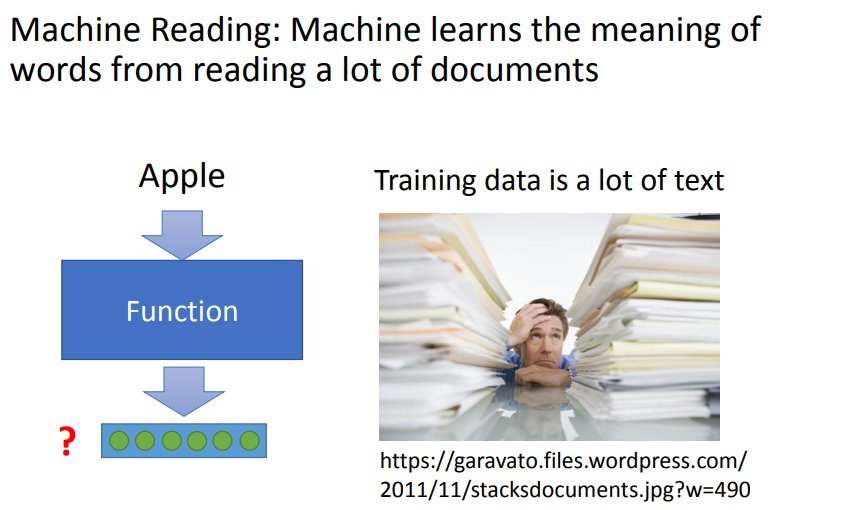 Machine Reading: Machine learns the meaning of
words from reading a lot of documents
Apple
Function
?
Training data is a lot of text
https://garavato.files.wordpress.com/
2011/11/stacksdocuments.jpg?w=490